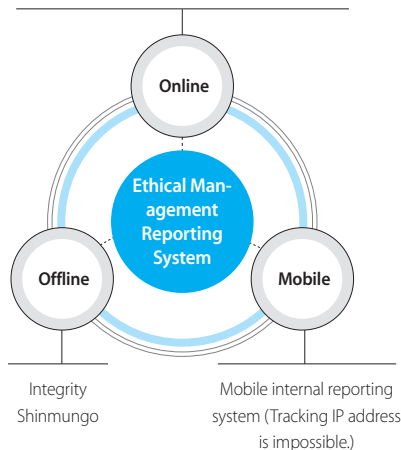 Online
Ethical Man-
agement
Reporting
System
Offline
Mobile
Integrity
Shinmungo
Mobile internal reporting
system (Tracking IP address
is impossible.)